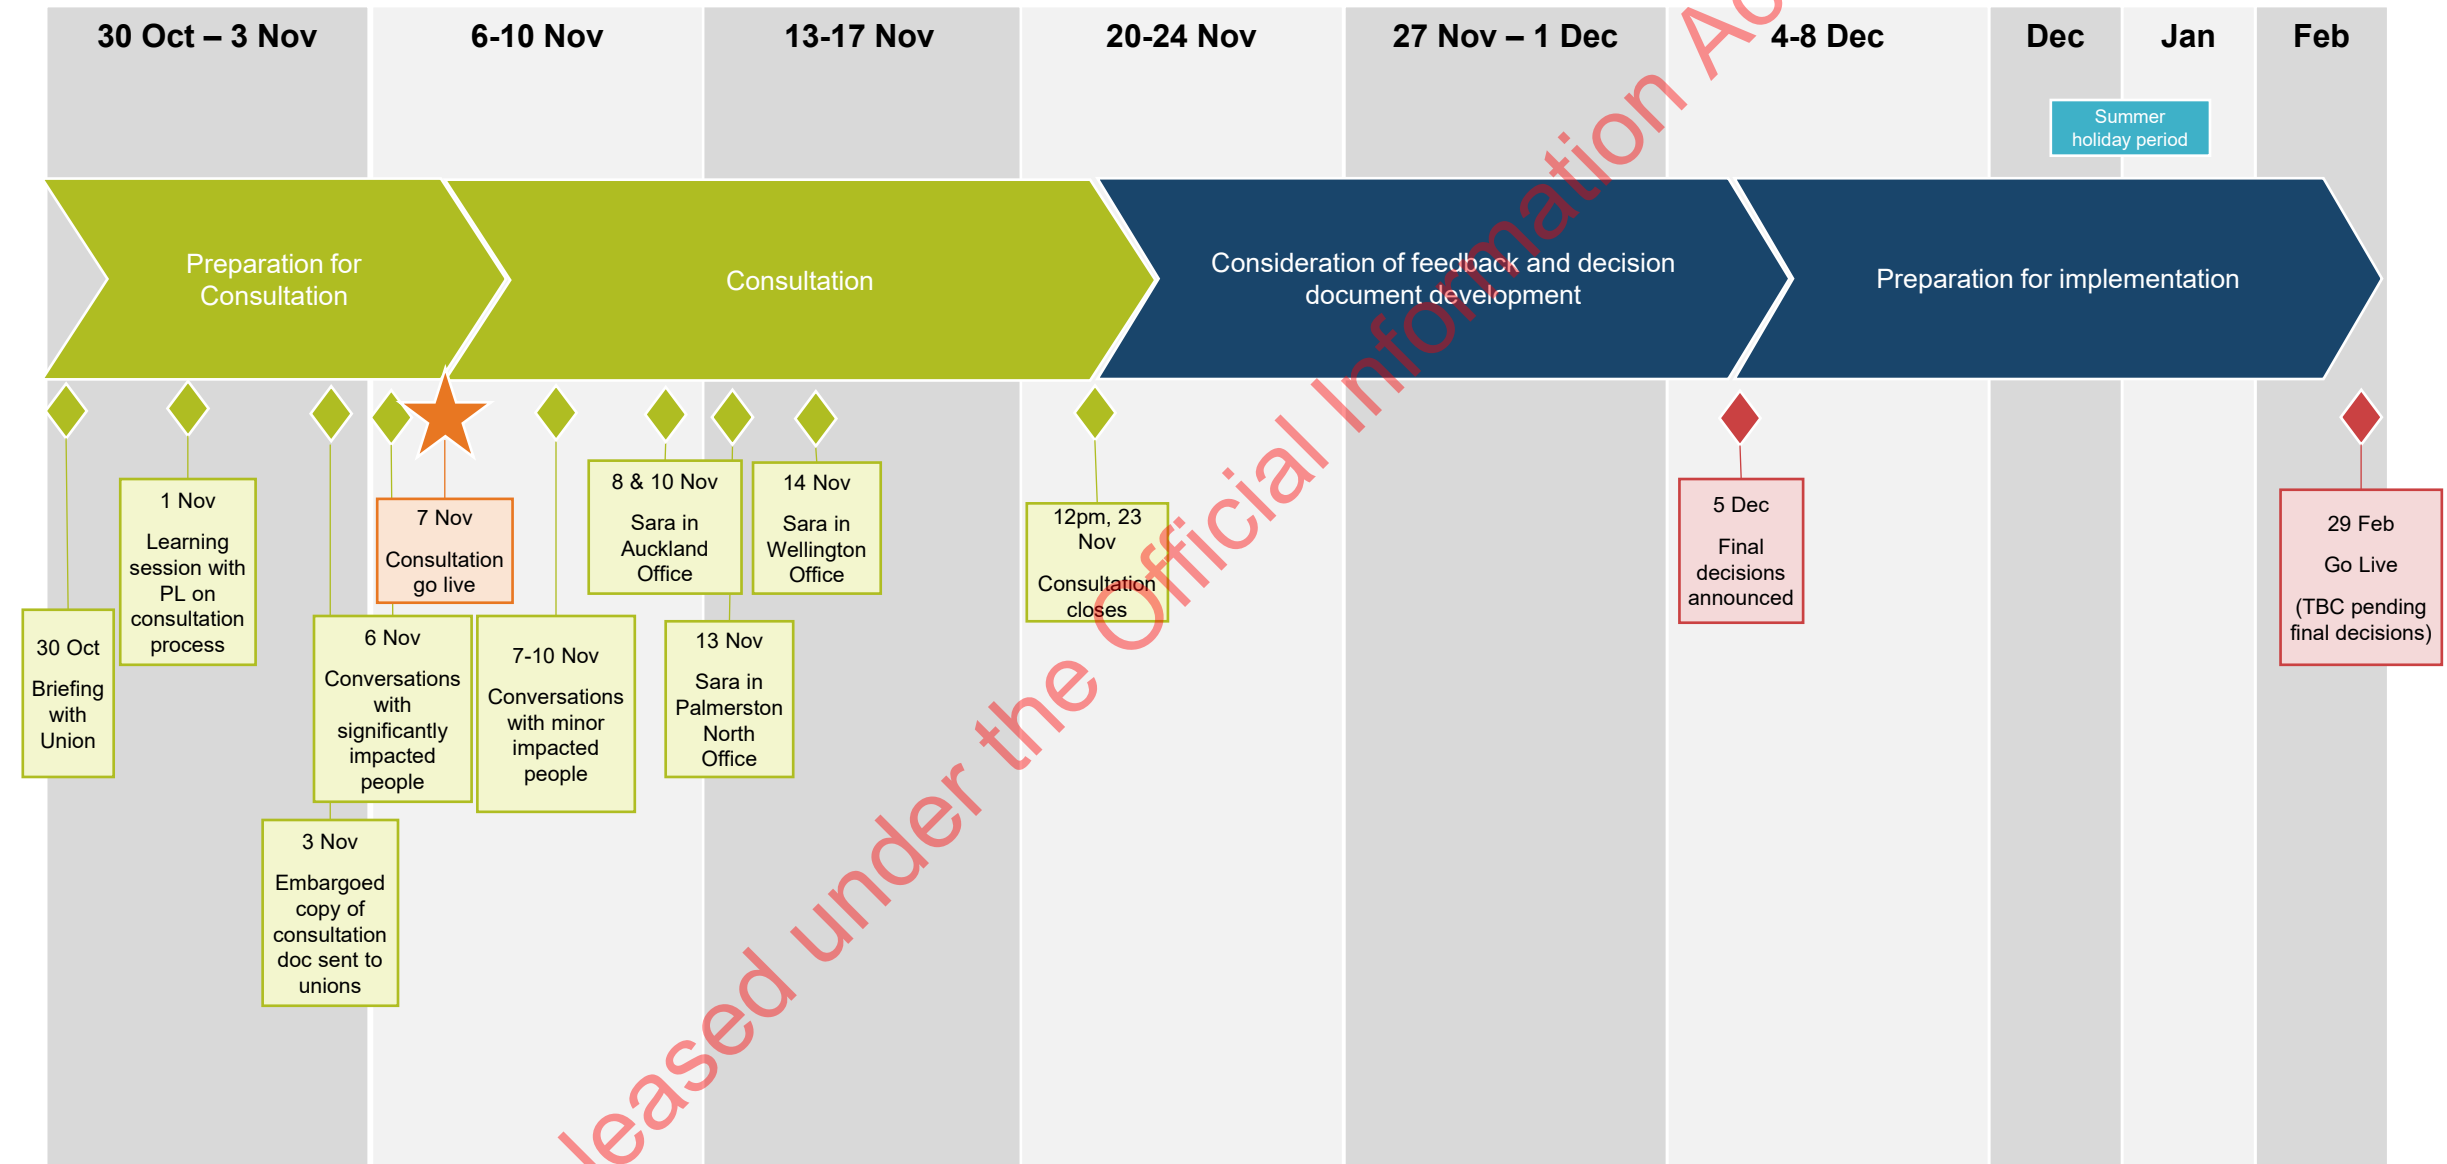 30 Oct – 3 Nov
6-10 Nov
13-17 Nov
20-24 Nov
27 Nov – 1 Dec
4-8 Dec
Dec
Jan
Feb
Summer
holiday period
Preparation for
Consultation
Consultation
Consideration of feedback and decision
document development
Preparation for implementation
30 Oct
Briefing
with
Union
1 Nov
Learning
session with
PL on
consultation
process
3 Nov
Embargoed
copy of
consultation
doc sent to
unions
6 Nov
Conversations
with
significantly
impacted
people
7 Nov
Consultation
go live
7-10 Nov
Conversations
with minor
impacted
people
8 & 10 Nov
Sara in
Auckland
Office
13 Nov
Sara in
Palmerston
North
Office
14 Nov
Sara in
Wellington
Office
12pm, 23
Nov
Consultation
closes
5 Dec
Final
decisions
announced
29 Feb
Go Live
(TBC pending
final decisions)
leased under the Official Information Ac